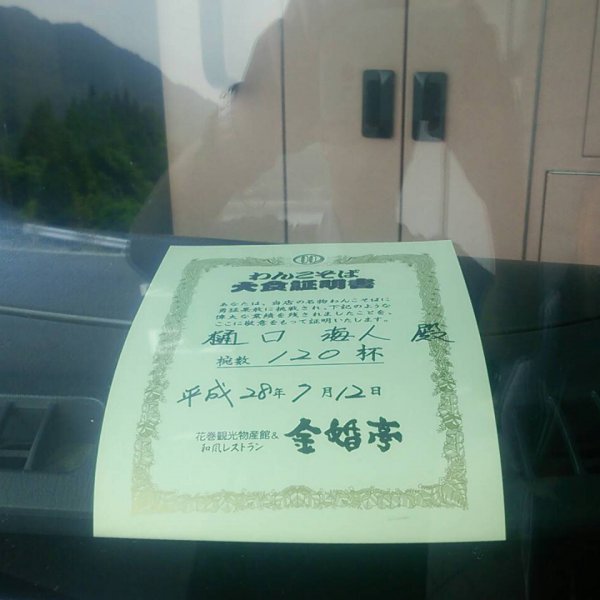 わんこそば
大食証明書
あなたは、当店の名物わんこそばに
勇猛果敢に挑戦され、下記のような
偉大な業績を残されましたことを、
ここに敬意をもって証明いたします。
樋口 海人 殿
椀数 120 杯
平成 28年 7月 12日
花巻観光物産館&
和風レストラン
金婚亭